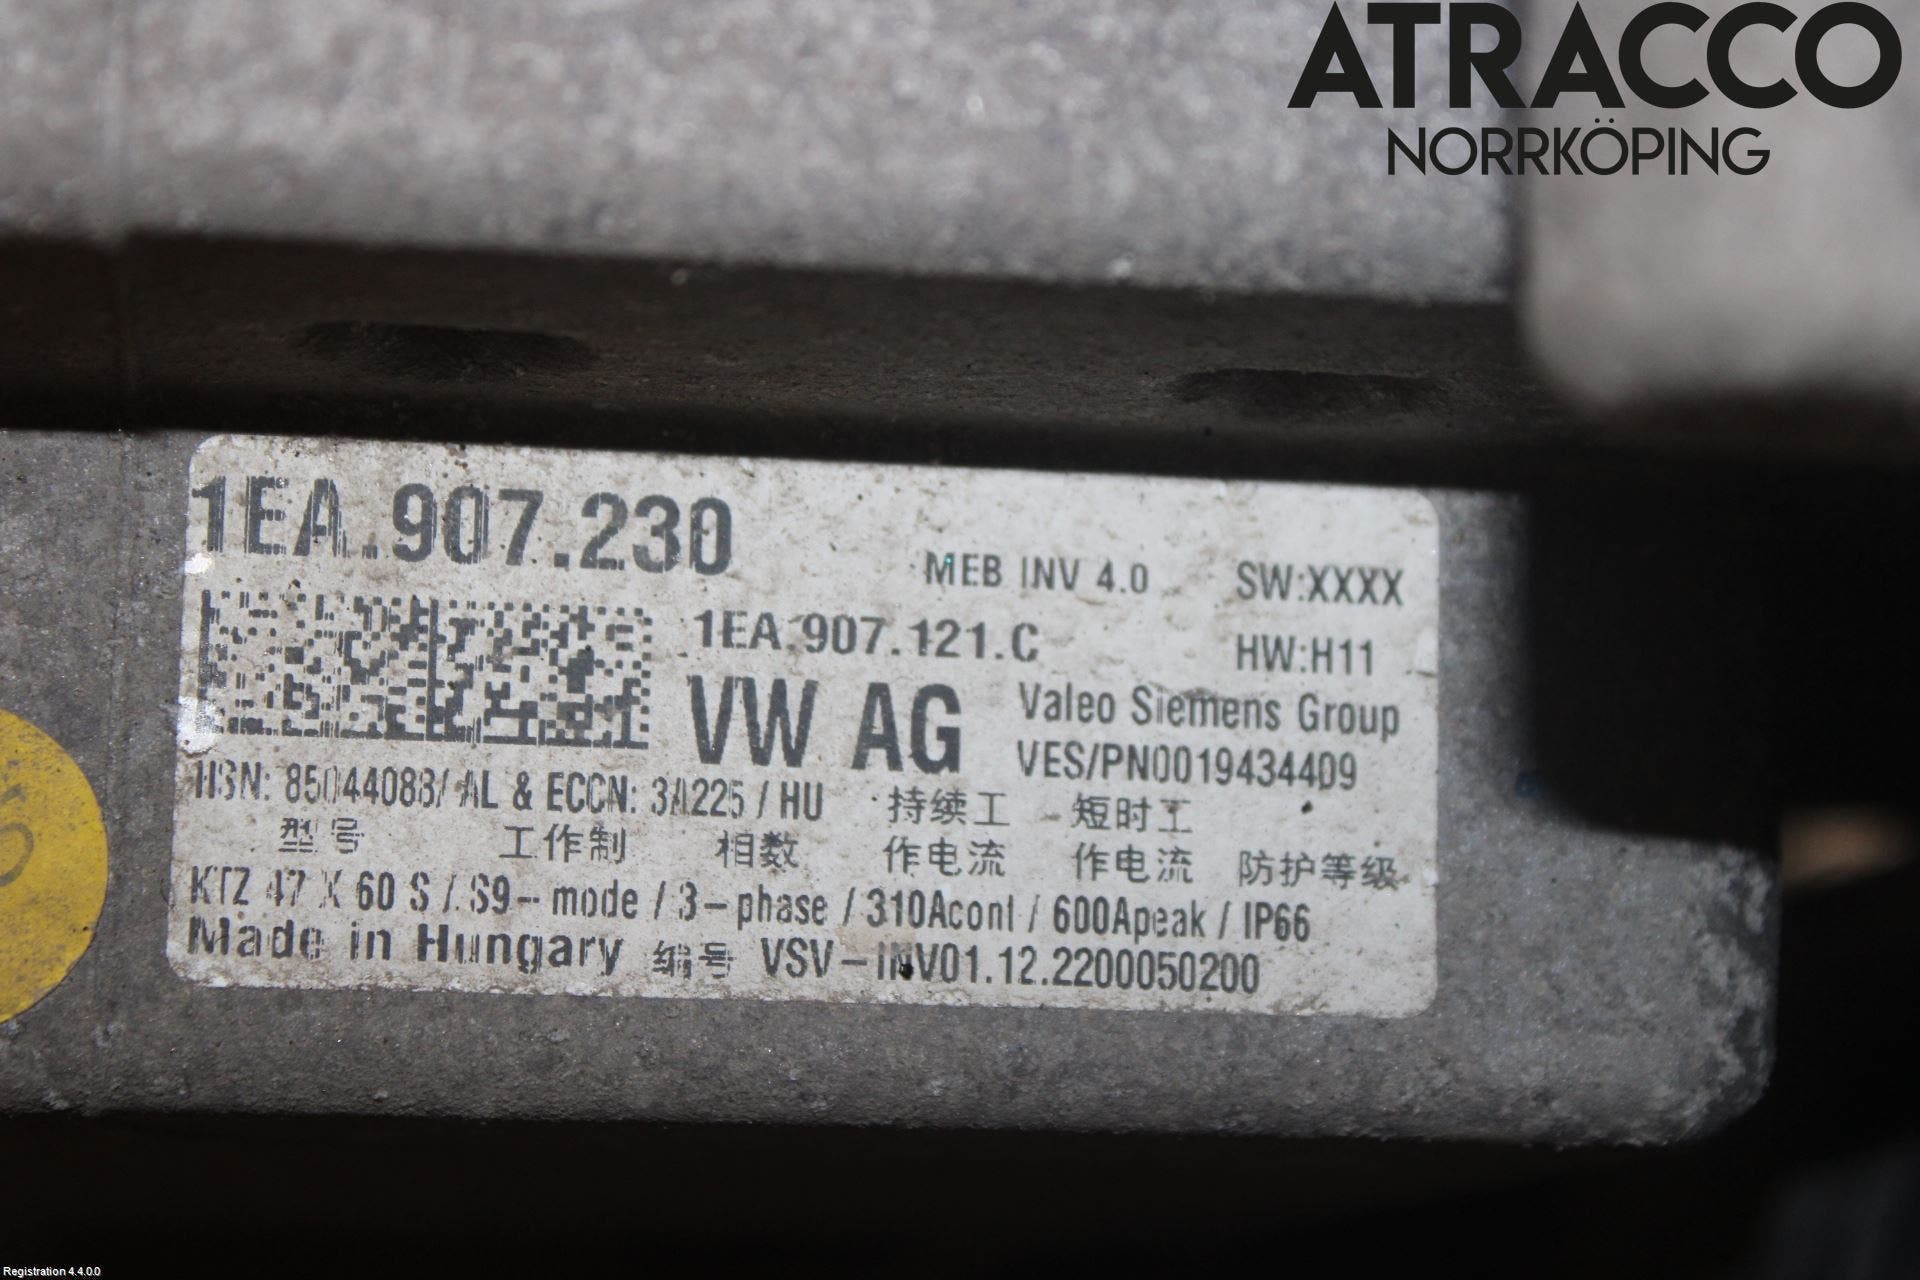 ATRACCO
NORRKÖPING
1EA.907.230
MEB INV 4.0 SW:XXXX
1EA.907.121.C HW:H11
VW AG Valeo Siemens Group
VES/PN0019434409
HSN: 85044088/ AL & ECCN: 3A225 / HU 持续工 短时工
型号 工作制 相数 作电流 作电流 防护等级
KTZ 47 X 60 S / S9-mode / 3-phase / 310Acont / 600Apeak / IP66
Made in Hungary 编号 VSV-INV01.12.2200050200
Registration 4.4.0.0